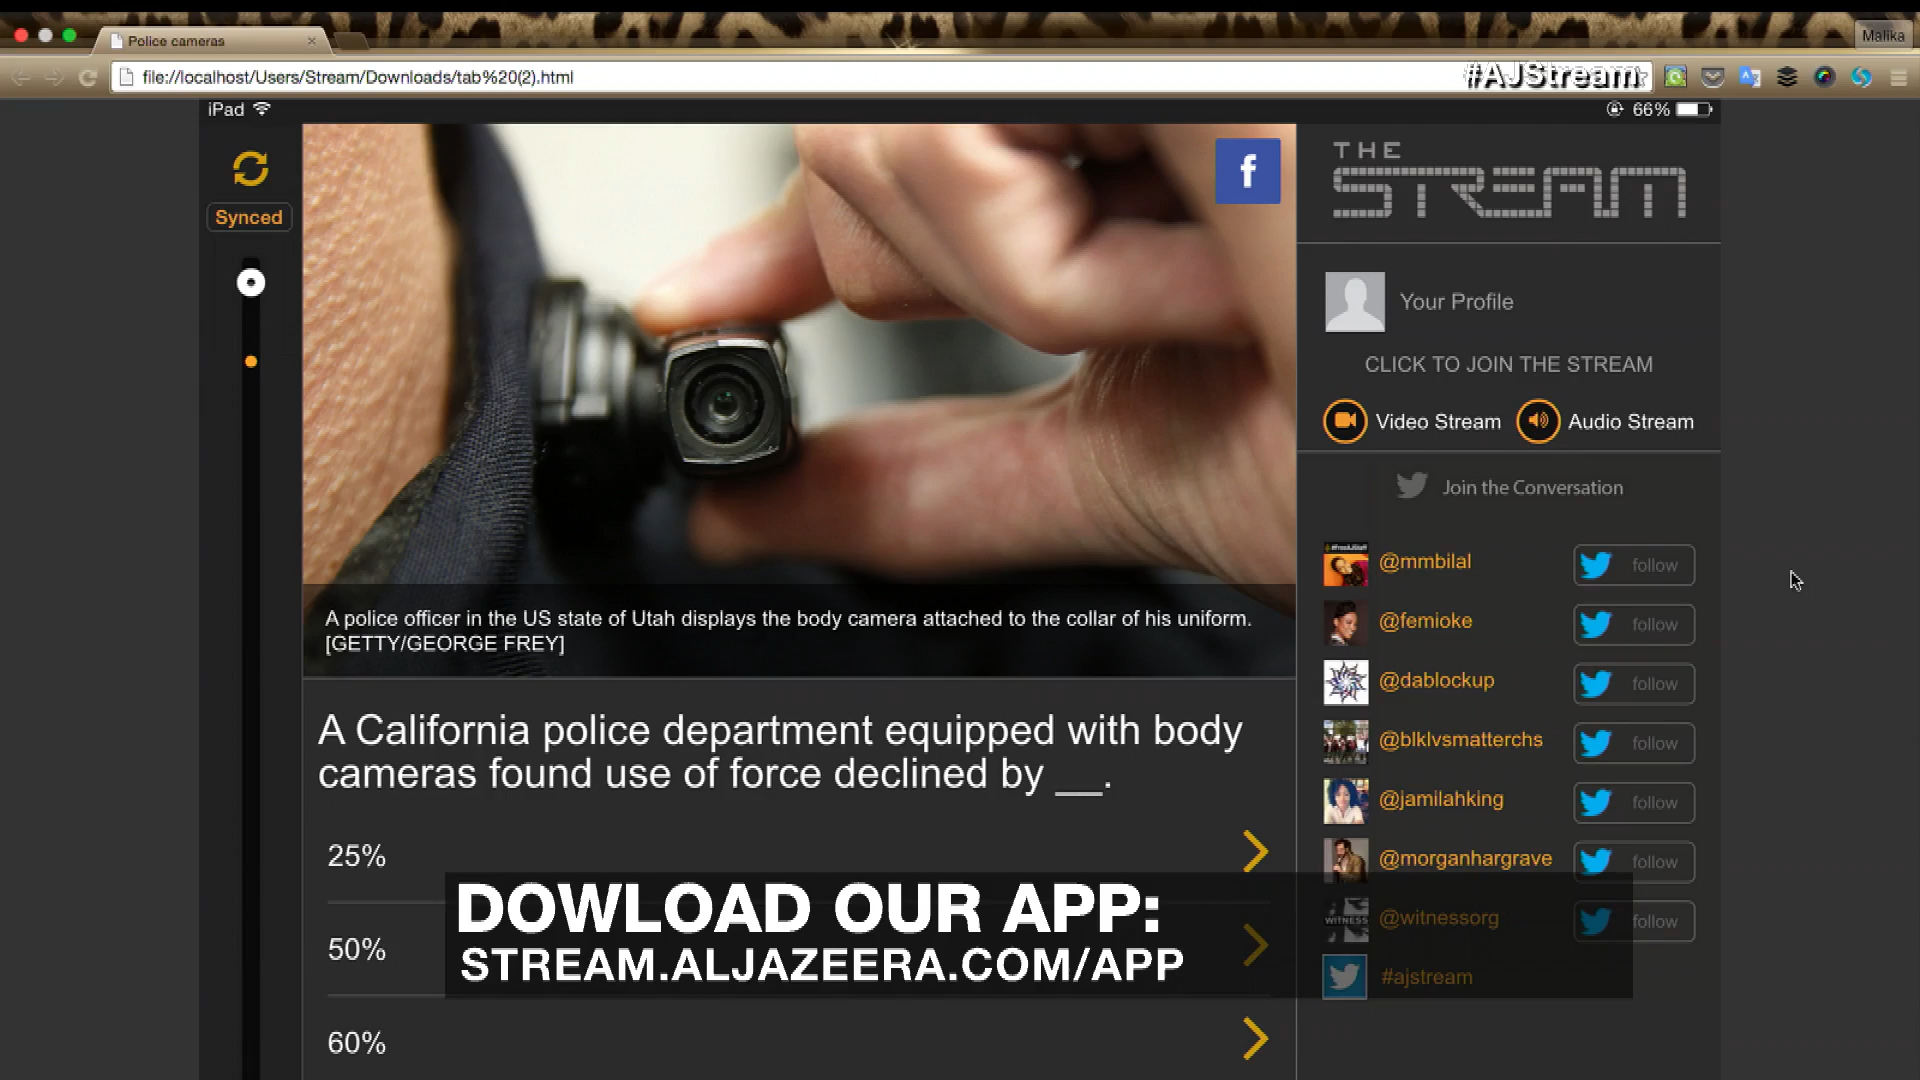 Police cameras
Malika
file://localhost/Users/Stream/Downloads/tab%20(2).html
#AJStream
iPad
66%
Synced
f
THE
STREAM
Your Profile
CLICK TO JOIN THE STREAM
Video Stream
Audio Stream
Join the Conversation
@mmbilal
follow
@femioke
follow
@dablockup
follow
@blklvsmatterchs
follow
@jamilahking
follow
@morganhargrave
follow
WITNESS
@witnessorg
follow
#ajstream
A police officer in the US state of Utah displays the body camera attached to the collar of his uniform.
[GETTY/GEORGE FREY]
A California police department equipped with body
cameras found use of force declined by __.
25%
50%
60%
DOWLOAD OUR APP:
STREAM.ALJAZEERA.COM/APP